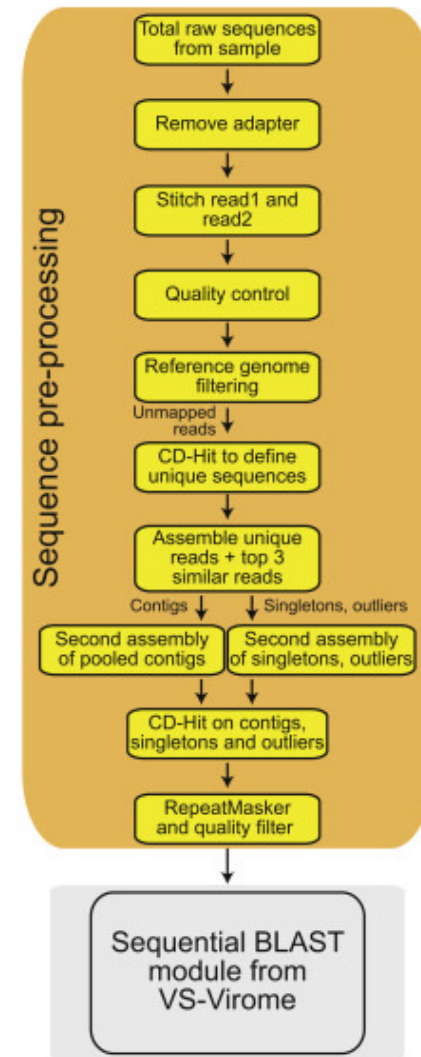 Sequence pre-processing
Total raw sequences
from sample
Remove adapter
Stitch read1 and
read2
Quality control
Reference genome
filtering
Unmapped
reads
CD-Hit to define
unique sequences
Assemble unique
reads + top 3
similar reads
Contigs
Singletons, outliers
Second assembly
of pooled contigs
Second assembly
of singletons, outliers
CD-Hit on contigs,
singletons and outliers
RepeatMasker
and quality filter
Sequential BLAST
module from
VS-Virome